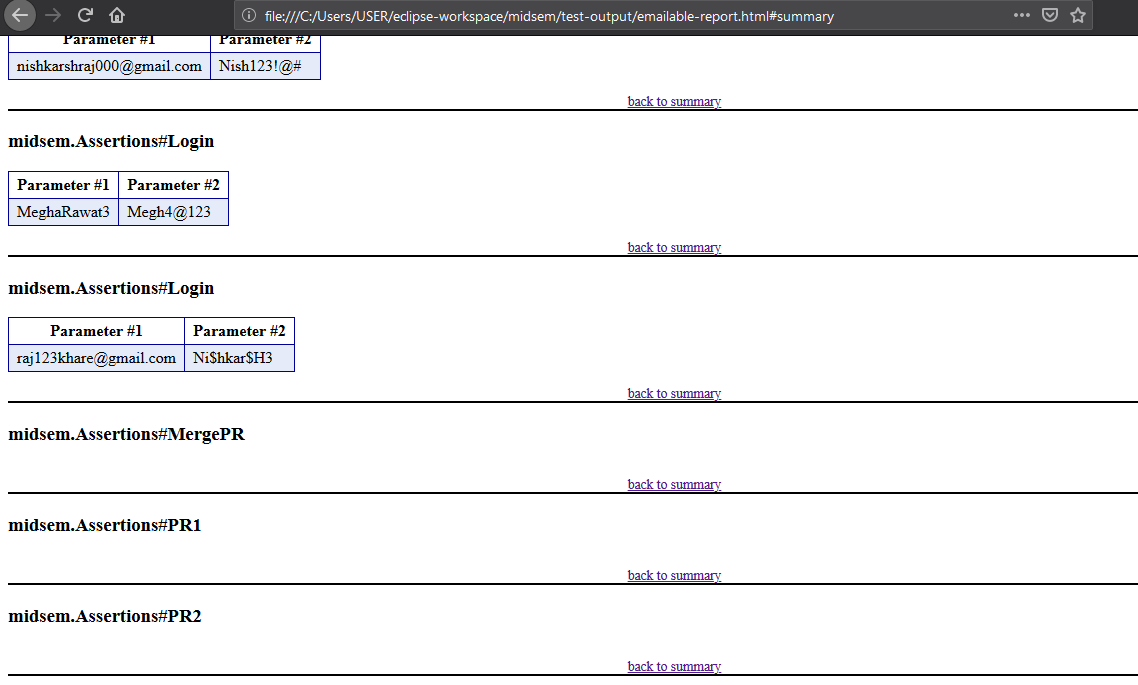 file:///C:/Users/USER/eclipse-workspace/midsem/test-output/emailable-report.html#summary
Parameter #1 Parameter #2
nishkarshraj000@gmail.com Nish123!@#
back to summary
midsem.Assertions#Login
Parameter #1 Parameter #2
MeghaRawat3 Megh4@123
back to summary
midsem.Assertions#Login
Parameter #1 Parameter #2
raj123khare@gmail.com Ni$hkar$H3
back to summary
midsem.Assertions#MergePR
back to summary
midsem.Assertions#PR1
back to summary
midsem.Assertions#PR2
back to summary